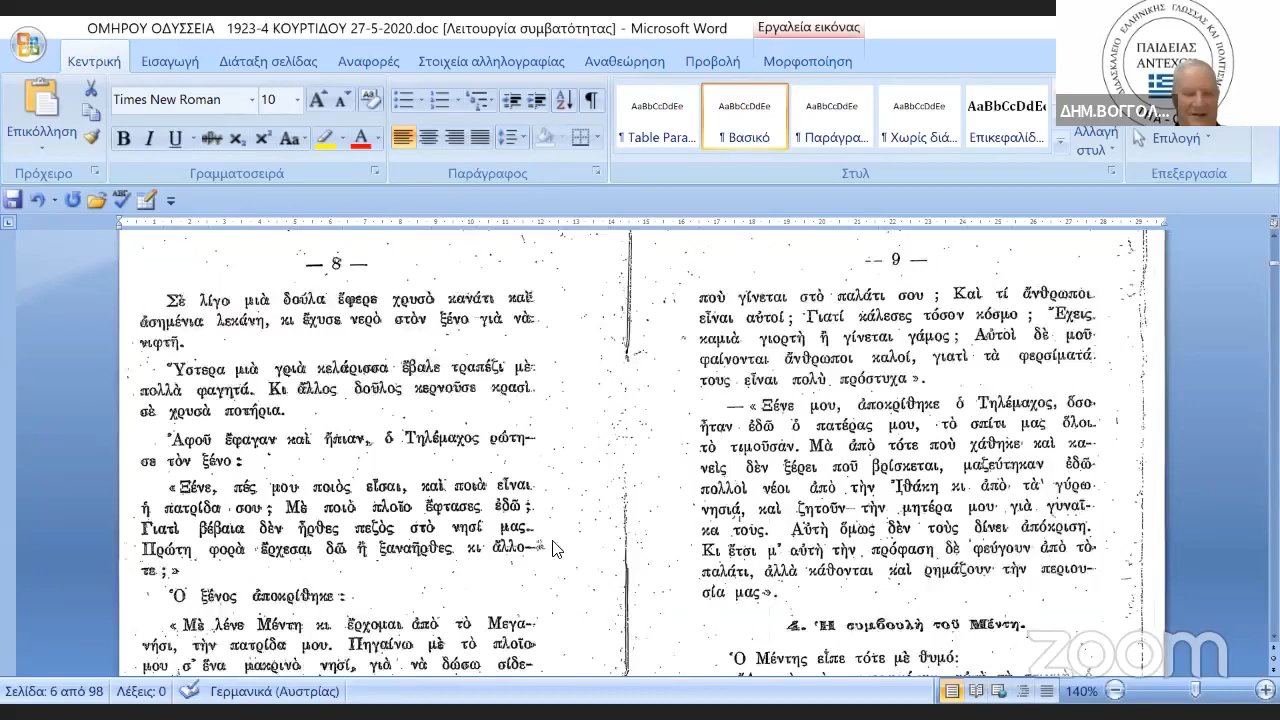 ΟΜΗΡΟΥ ΟΔΥΣΣΕΙΑ 1923-4 ΚΟΥΡΤΙΔΟΥ 27-5-2020.doc [Λειτουργία συμβατότητας] - Microsoft Word
Εργαλεία εικόνας
Κεντρική Εισαγωγή Διάταξη σελίδας Αναφορές Στοιχεία αλληλογραφίας Αναθεώρηση Προβολή Μορφοποίηση
ΠΑΙΔΕΙΑΣ
ΔΗΜ.ΒΟΓΓΟΛ...
Times New Roman 10
AaBbCcDdEe AaBbCcDdEe AaBbCcDdEe AaBbCcDdEe AaBbCcDdEe
Επικόλληση
¶ Table Para... ¶ Βασικό ¶ Παράγρα... ¶ Χωρίς διά... Επικεφαλίδ...
Αλλαγή
στυλ
Επιλογή
Πρόχειρο Γραμματοσειρά Παράγραφος Στυλ Επεξεργασία
— 8 —
Σὲ λίγο μιὰ δούλα ἔφερε χρυσὸ κανάτι καὶ
ἀσημένια λεκάνη, κι ἔχυσε νερὸ στὸν ξένο γιὰ νὰ
νιφτῆ.
Ὕστερα μιὰ γριὰ κελάρισσα ἔβαλε τραπέζι μὲ
πολλὰ φαγητά. Κι ἄλλος δοῦλος κερνοῦσε κρασὶ
σὲ χρυσὰ ποτήρια.
Ἀφοῦ ἔφαγαν καὶ ἤπιαν, ὁ Τηλέμαχος ρώτη-
σε τὸν ξένο:
«Ξένε, πές μου ποιὸς εἶσαι, καὶ ποιὰ εἶναι
ἡ πατρίδα σου; Μὲ ποιὸ πλοῖο ἔφτασες ἐδῶ;
Γιατὶ βέβαια δὲν ἦρθες πεζὸς στὸ νησί μας.
Πρώτη φορὰ ἔρχεσαι δῶ ἢ ξαναῆρθες κι ἄλλο-
τε;»
Ὁ ξένος ἀποκρίθηκε:
«Μὲ λένε Μέντη κι ἔρχομαι ἀπὸ τὸ Μεγα-
νήσι, τὴν πατρίδα μου. Πηγαίνω μὲ τὸ πλοῖο
μου σ' ἕνα μακρινὸ νησί, γιὰ νὰ δώσω σίδε-
— 9 —
ποὺ γίνεται στὸ παλάτι σου; Καὶ τί ἄνθρωποι
εἶναι αὐτοί; Γιατί κάλεσες τόσον κόσμο; Ἔχεις
καμιὰ γιορτὴ ἢ γίνεται γάμος; Αὐτοὶ δὲ μοῦ
φαίνονται ἄνθρωποι καλοί, γιατὶ τὰ φερσίματά
τους εἶναι πολὺ πρόστυχα».
— «Ξένε μου, ἀποκρίθηκε ὁ Τηλέμαχος, ὅσο
ἦταν ἐδῶ ὁ πατέρας μου, τὸ σπίτι μας ὅλοι
τὸ τιμοῦσαν. Μὰ ἀπὸ τότε ποὺ χάθηκε καὶ κα-
νεὶς δὲν ξέρει ποῦ βρίσκεται, μαζεύτηκαν ἐδῶ
πολλοὶ νέοι ἀπὸ τὴν Ἰθάκη κι ἀπὸ τὰ γύρω
νησιά, καὶ ζητοῦν τὴν μητέρα μου γιὰ γυναῖ-
κα τους. Αὐτὴ ὅμως δὲν τοὺς δίνει ἀπόκριση.
Κι ἔτσι μ' αὐτὴ τὴν πρόφαση δὲ φεύγουν ἀπὸ τὸ
παλάτι, ἀλλὰ κάθονται καὶ ρημάζουν τὴν περιου-
σία μας».
4. Ἡ συμβουλὴ τοῦ Μέντη.
Ὁ Μέντης εἶπε τότε μὲ θυμό:
zoom
Σελίδα: 6 από 98 Λέξεις: 0 Γερμανικά (Αυστρίας) 140%